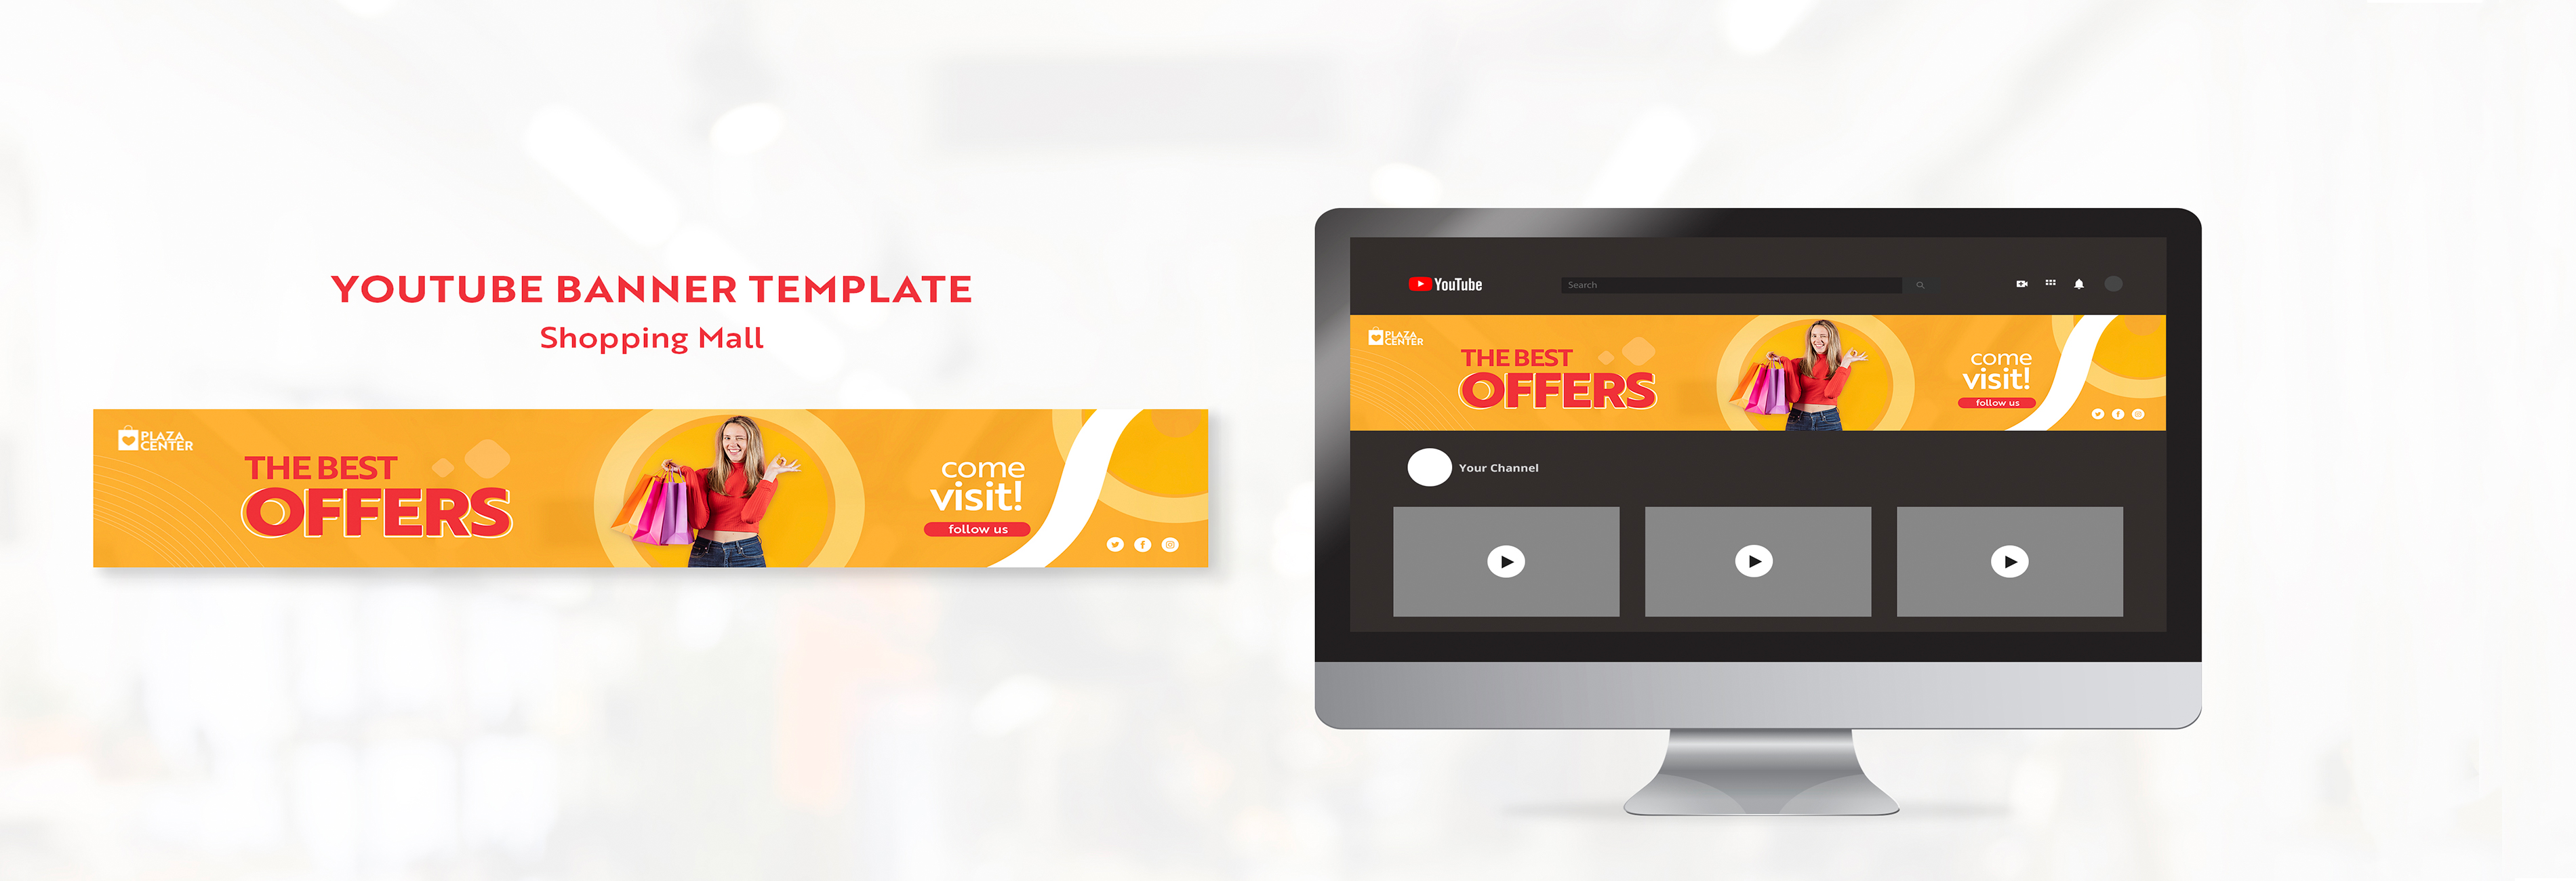 YOUTUBE BANNER TEMPLATE
Shopping Mall
PLAZA
CENTER
THE BEST
OFFERS
come
visit!
follow us
YouTube
Search
PLAZA
CENTER
THE BEST
OFFERS
come
visit!
follow us
Your Channel